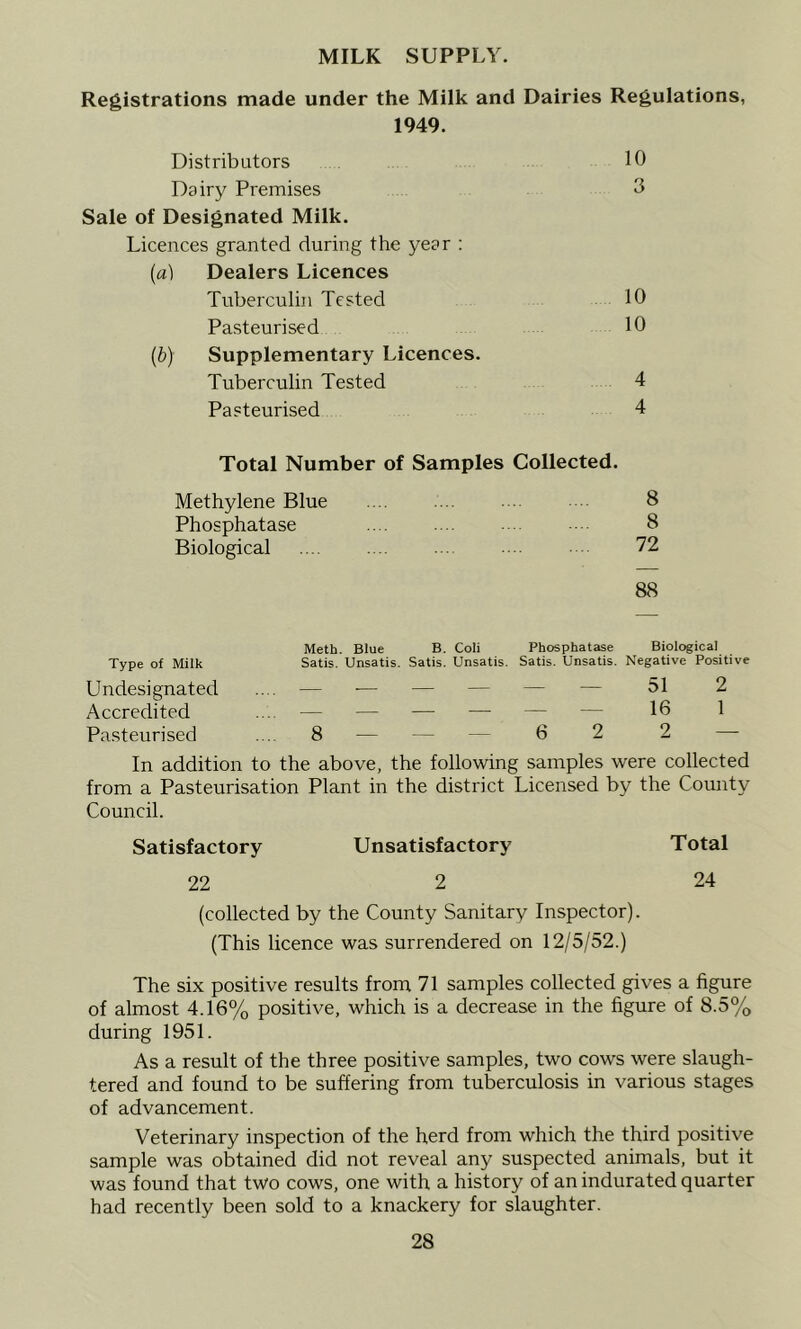 MILK SUPPLY.
Registrations made under the Milk and Dairies Regulations,
1949.
Distributors .... .... .... .... 10
Dairy Premises .... .... .... .... 3
Sale of Designated Milk.
Licences granted during the year :
(a) Dealers Licences
Tuberculin Tested .... .... .... 10
Pasteurised .... .... .... .... 10
(b) Supplementary Licences.
Tuberculin Tested .... .... .... 4
Pasteurised .... .... .... .... 4
Total Number of Samples Collected.
Methylene Blue .... .... .... .... 8
Phosphatase .... .... .... .... 8
Biological .... .... .... .... .... 72
88
Meth. Blue B. Coli Phosphatase Biological
Type of Milk Satis. Unsatis. Satis. Unsatis. Satis. Unsatis. Negative Positive
Undesignated .... — — — — — — 51 2
Accredited .... — — — — — — 16 1
Pasteurised .... 8 — — — 6 2 2 —
In addition to the above, the following samples were collected
from a Pasteurisation Plant in the district Licensed by the County
Council.
Satisfactory Unsatisfactory Total
22 2 24
(collected by the County Sanitary Inspector).
(This licence was surrendered on 12/5/52.)
The six positive results from 71 samples collected gives a figure
of almost 4.16% positive, which is a decrease in the figure of 8.5%
during 1951.
As a result of the three positive samples, two cows were slaugh-
tered and found to be suffering from tuberculosis in various stages
of advancement.
Veterinary inspection of the herd from which the third positive
sample was obtained did not reveal any suspected animals, but it
was found that two cows, one with a history of an indurated quarter
had recently been sold to a knackery for slaughter.
28